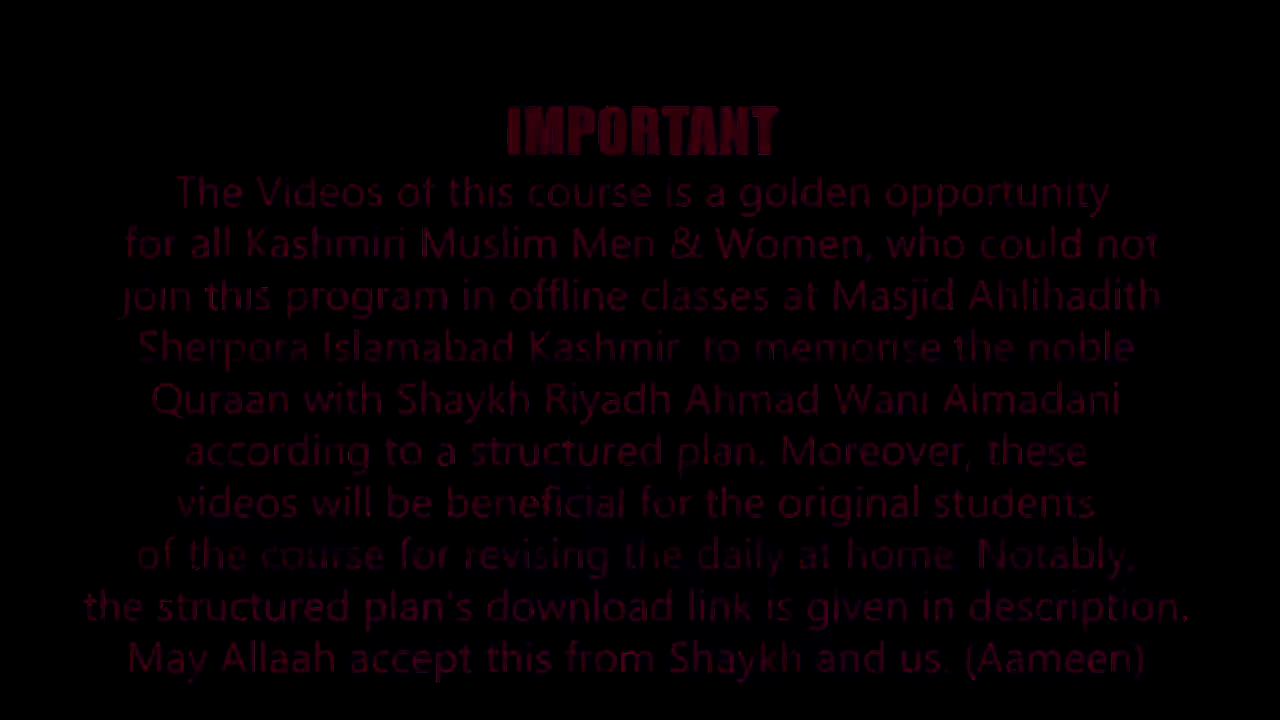 IMPORTANT
The Videos of this course is a golden opportunity
for all Kashmiri Muslim Men & Women, who could not
join this program in offline classes at Masjid Ahlihadith
Sherpora Islamabad Kashmir to memorise the noble
Quraan with Shaykh Riyadh Ahmad Wani Almadani
according to a structured plan. Moreover, these
videos will be beneficial for the original students
of the course for revising the daily at home. Notably,
the structured plan's download link is given in description.
May Allaah accept this from Shaykh and us. (Aameen)